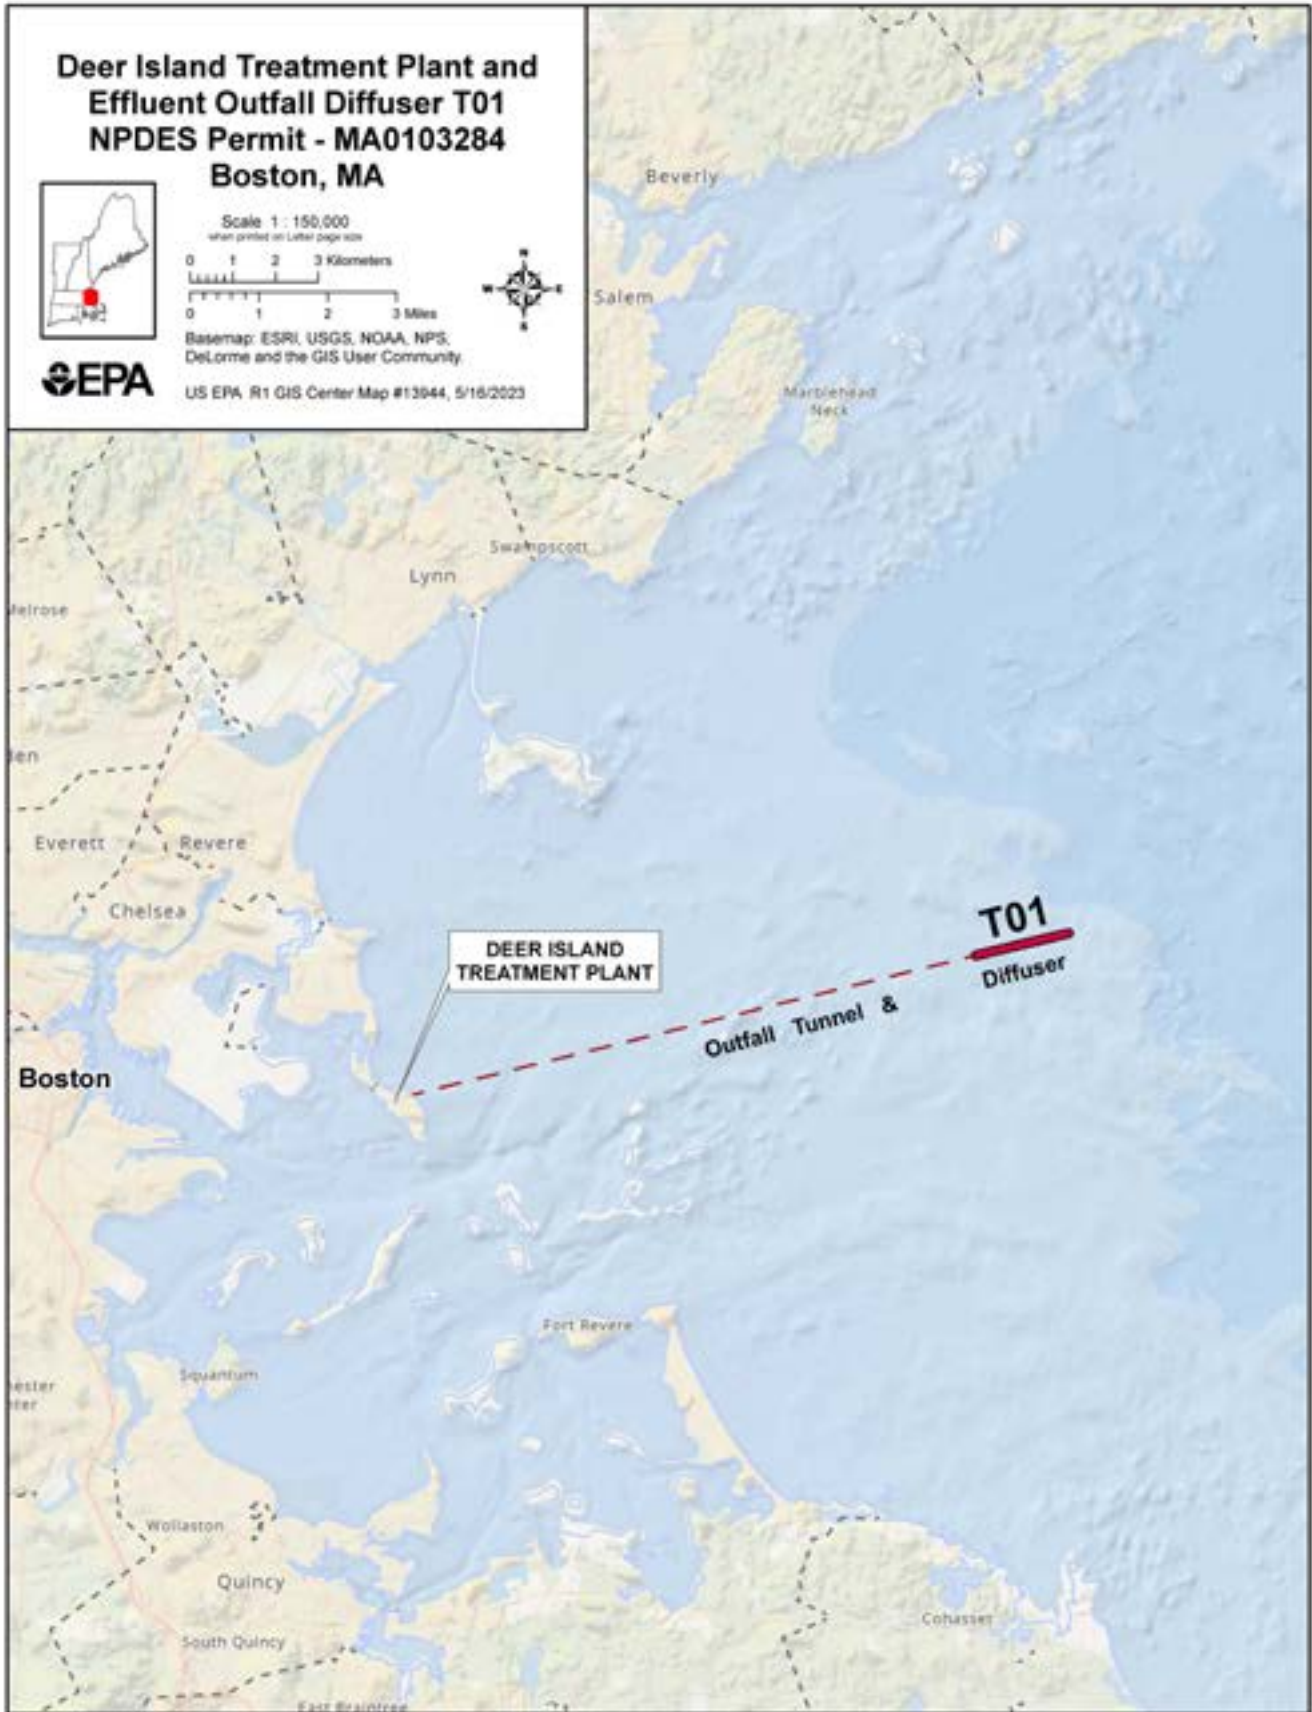 Deer Island Treatment Plant and
Effluent Outfall Diffuser T01
NPDES Permit - MA0103284
Boston, MA
Scale 1 : 150,000
when printed on Letter page size
0 1 2 3 Kilometers
0 1 2 3 Miles
N
W E
S
Basemap: ESRI, USGS, NOAA, NPS,
DeLorme and the GIS User Community.
EPA
US EPA R1 GIS Center Map #13944, 5/16/2023
Beverly
Salem
Marblehead
Neck
Swampscott
Lynn
Melrose
den
Everett
Revere
Chelsea
T01
DEER ISLAND
TREATMENT PLANT
Diffuser
Outfall Tunnel &
Boston
Fort Revere
Squantum
hester
nter
Wollaston
Quincy
Cohasset
South Quincy
East Braintree